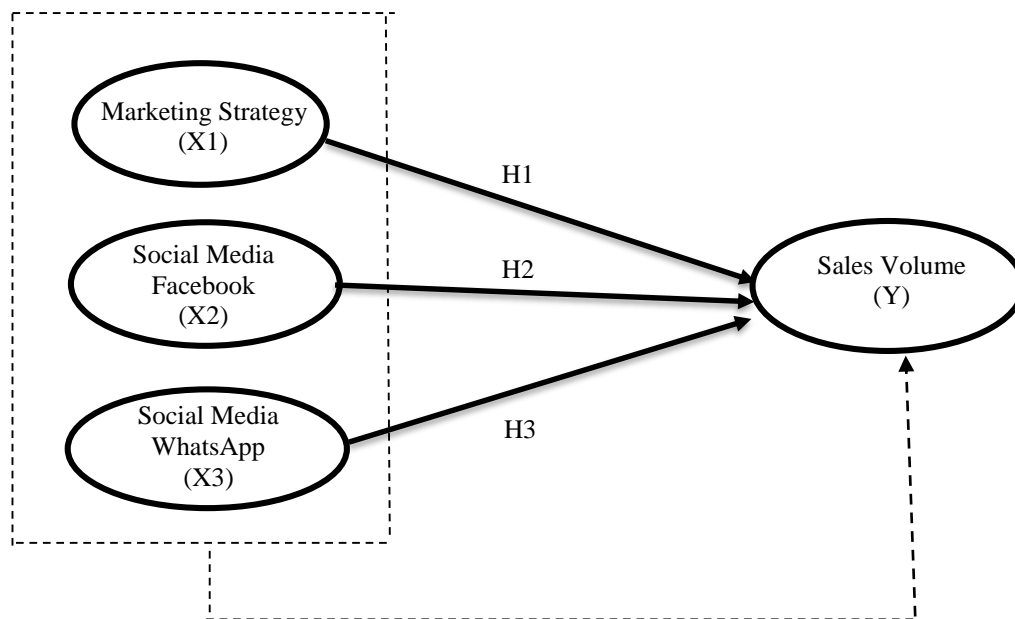 Marketing Strategy
(X1)
H1
Social Media
Facebook
(X2)
H2
Sales Volume
(Y)
Social Media
WhatsApp
(X3)
H3